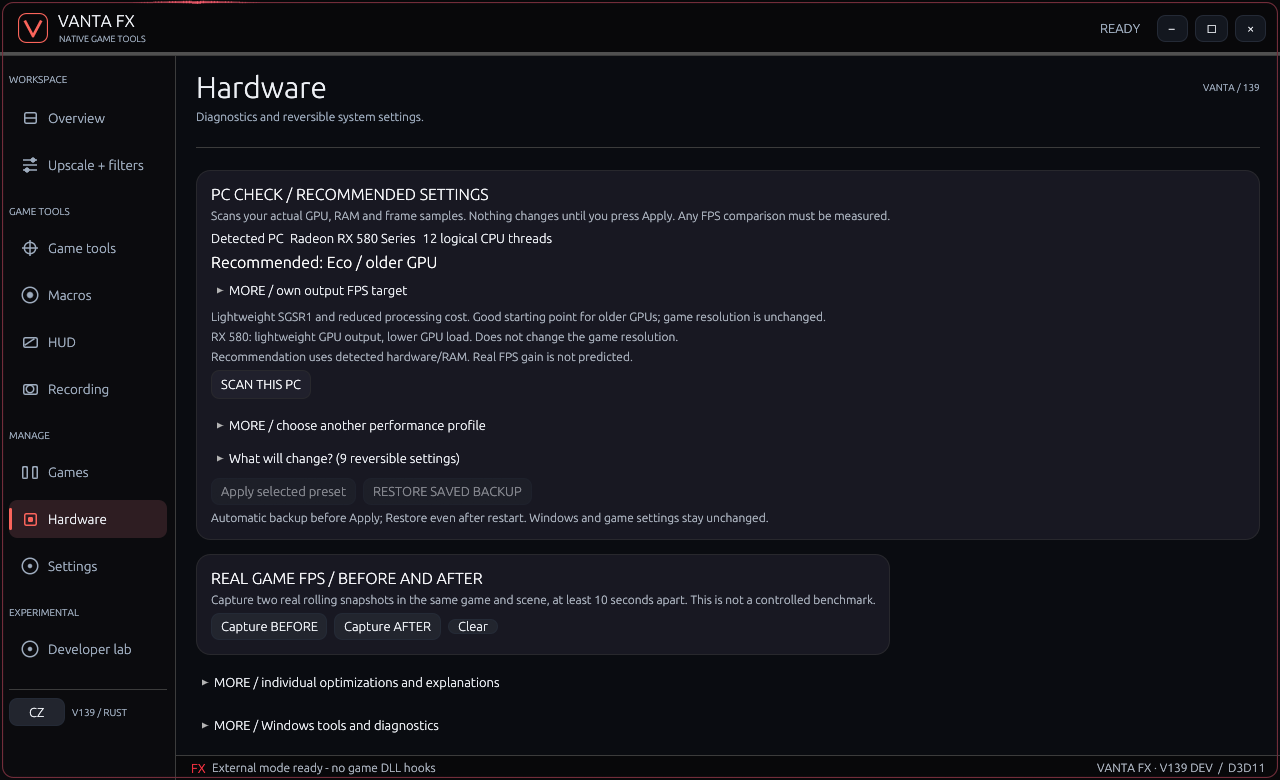 VANTA FX
NATIVE GAME TOOLS
READY
WORKSPACE
Overview
Upscale + filters
GAME TOOLS
Game tools
Macros
HUD
Recording
MANAGE
Games
Hardware
Settings
EXPERIMENTAL
Developer lab
CZ V139 / RUST
Hardware
VANTA / 139
Diagnostics and reversible system settings.
PC CHECK / RECOMMENDED SETTINGS
Scans your actual GPU, RAM and frame samples. Nothing changes until you press Apply. Any FPS comparison must be measured.
Detected PC Radeon RX 580 Series 12 logical CPU threads
Recommended: Eco / older GPU
MORE / own output FPS target
Lightweight SGSR1 and reduced processing cost. Good starting point for older GPUs; game resolution is unchanged.
RX 580: lightweight GPU output, lower GPU load. Does not change the game resolution.
Recommendation uses detected hardware/RAM. Real FPS gain is not predicted.
SCAN THIS PC
MORE / choose another performance profile
What will change? (9 reversible settings)
Apply selected preset RESTORE SAVED BACKUP
Automatic backup before Apply; Restore even after restart. Windows and game settings stay unchanged.
REAL GAME FPS / BEFORE AND AFTER
Capture two real rolling snapshots in the same game and scene, at least 10 seconds apart. This is not a controlled benchmark.
Capture BEFORE Capture AFTER Clear
MORE / individual optimizations and explanations
MORE / Windows tools and diagnostics
FX External mode ready - no game DLL hooks
VANTA FX · V139 DEV / D3D11